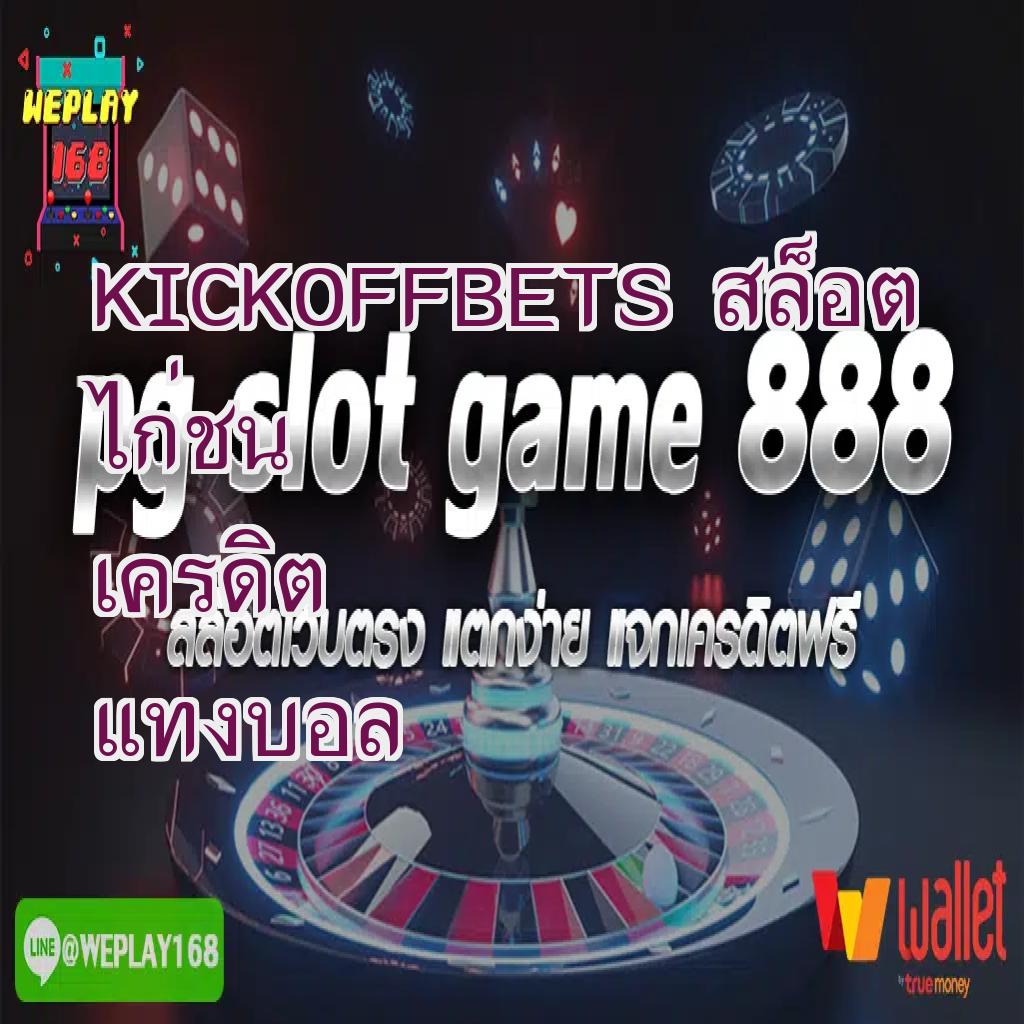 WEPLAY
168
KICKOFFBETS สล็อต
pg slot game 888
ไก่ชน
เครดิต
สล็อตเว็บตรง แตกง่าย แจกเครดิตฟรี
แทงบอล
LINE @WEPLAY168
wallet
by truemoney